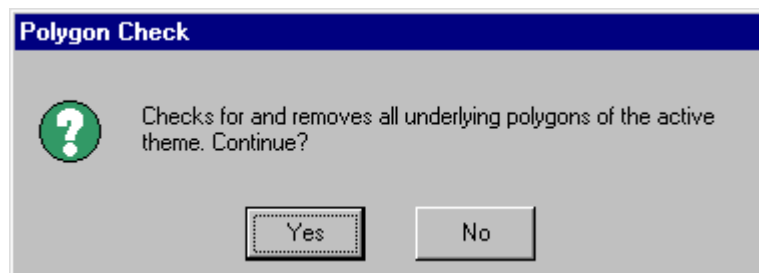 Polygon Check
Checks for and removes all underlying polygons of the active
theme. Continue?
Yes No